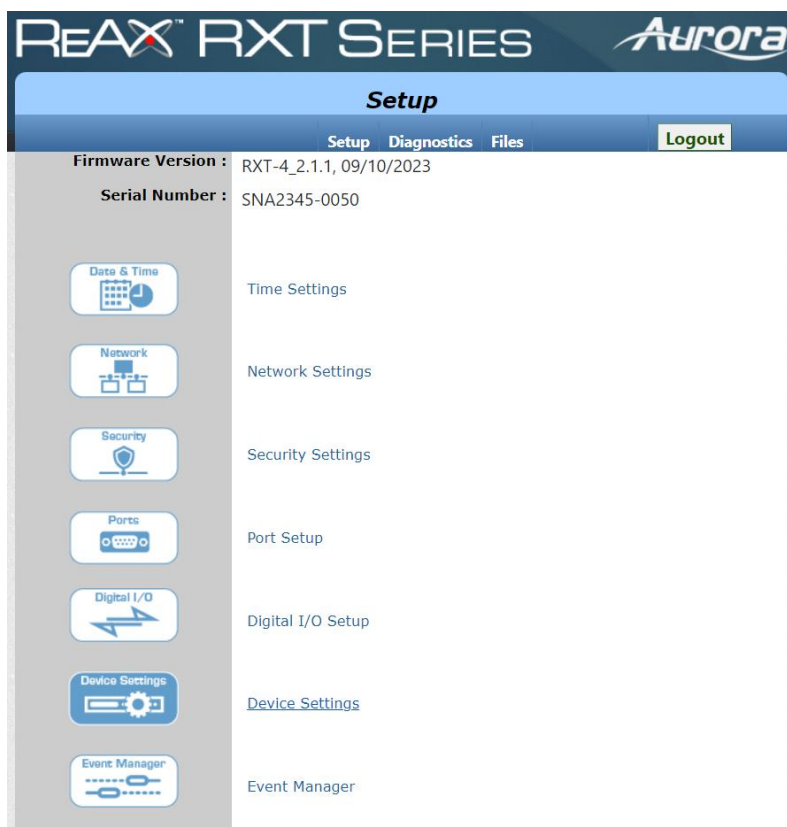 ReAX™ RXT SERIES Aurora
Setup
Setup Diagnostics Files Logout
Firmware Version : RXT-4_2.1.1, 09/10/2023
Serial Number : SNA2345-0050
Date & Time
Time Settings
Network
Network Settings
Security
Security Settings
Ports
Port Setup
Digital I/O
Digital I/O Setup
Device Settings
Device Settings
Event Manager
Event Manager